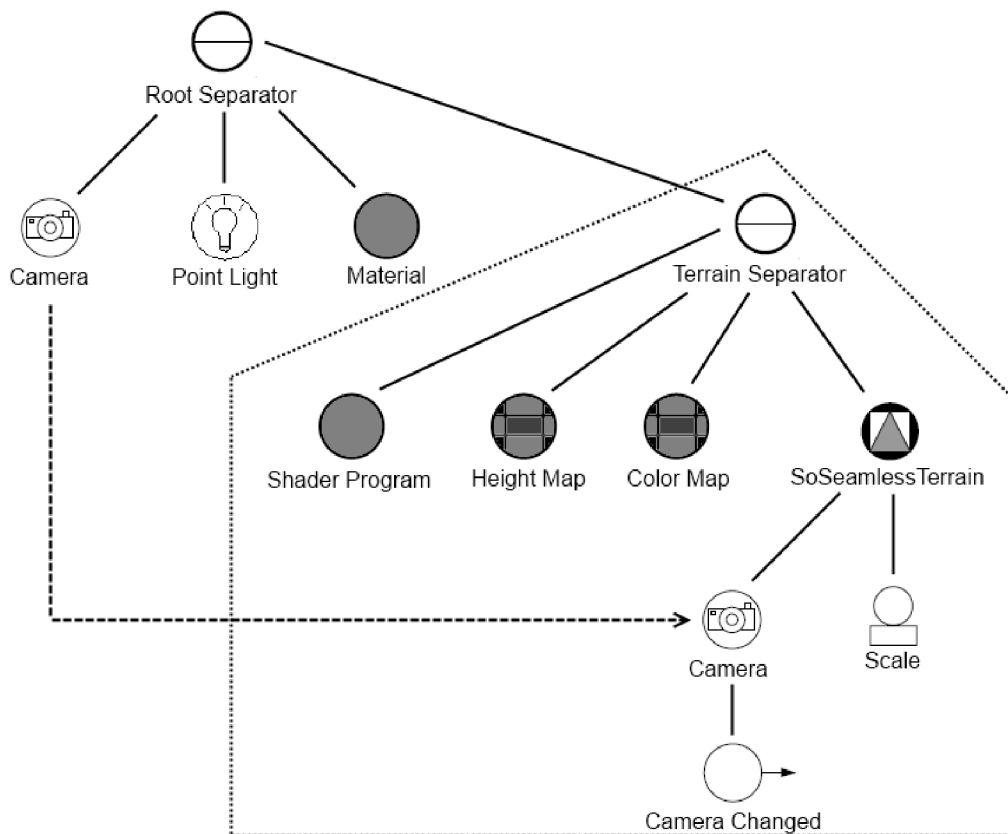 Root Separator
Camera
Point Light
Material
Terrain Separator
Shader Program
Height Map
Color Map
SoSeamlessTerrain
Camera
Scale
Camera Changed